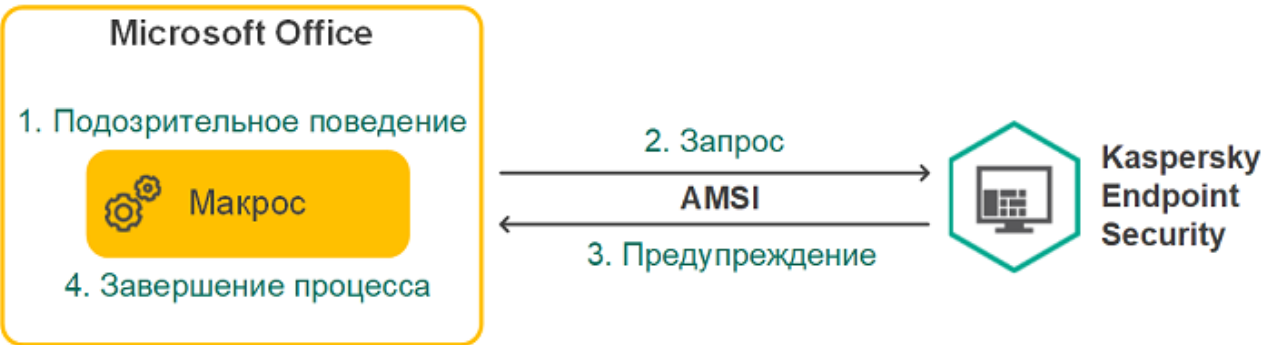 Microsoft Office
1. Подозрительное поведение
Макрос
4. Завершение процесса
2. Запрос
AMSI
3. Предупреждение
Kaspersky
Endpoint
Security